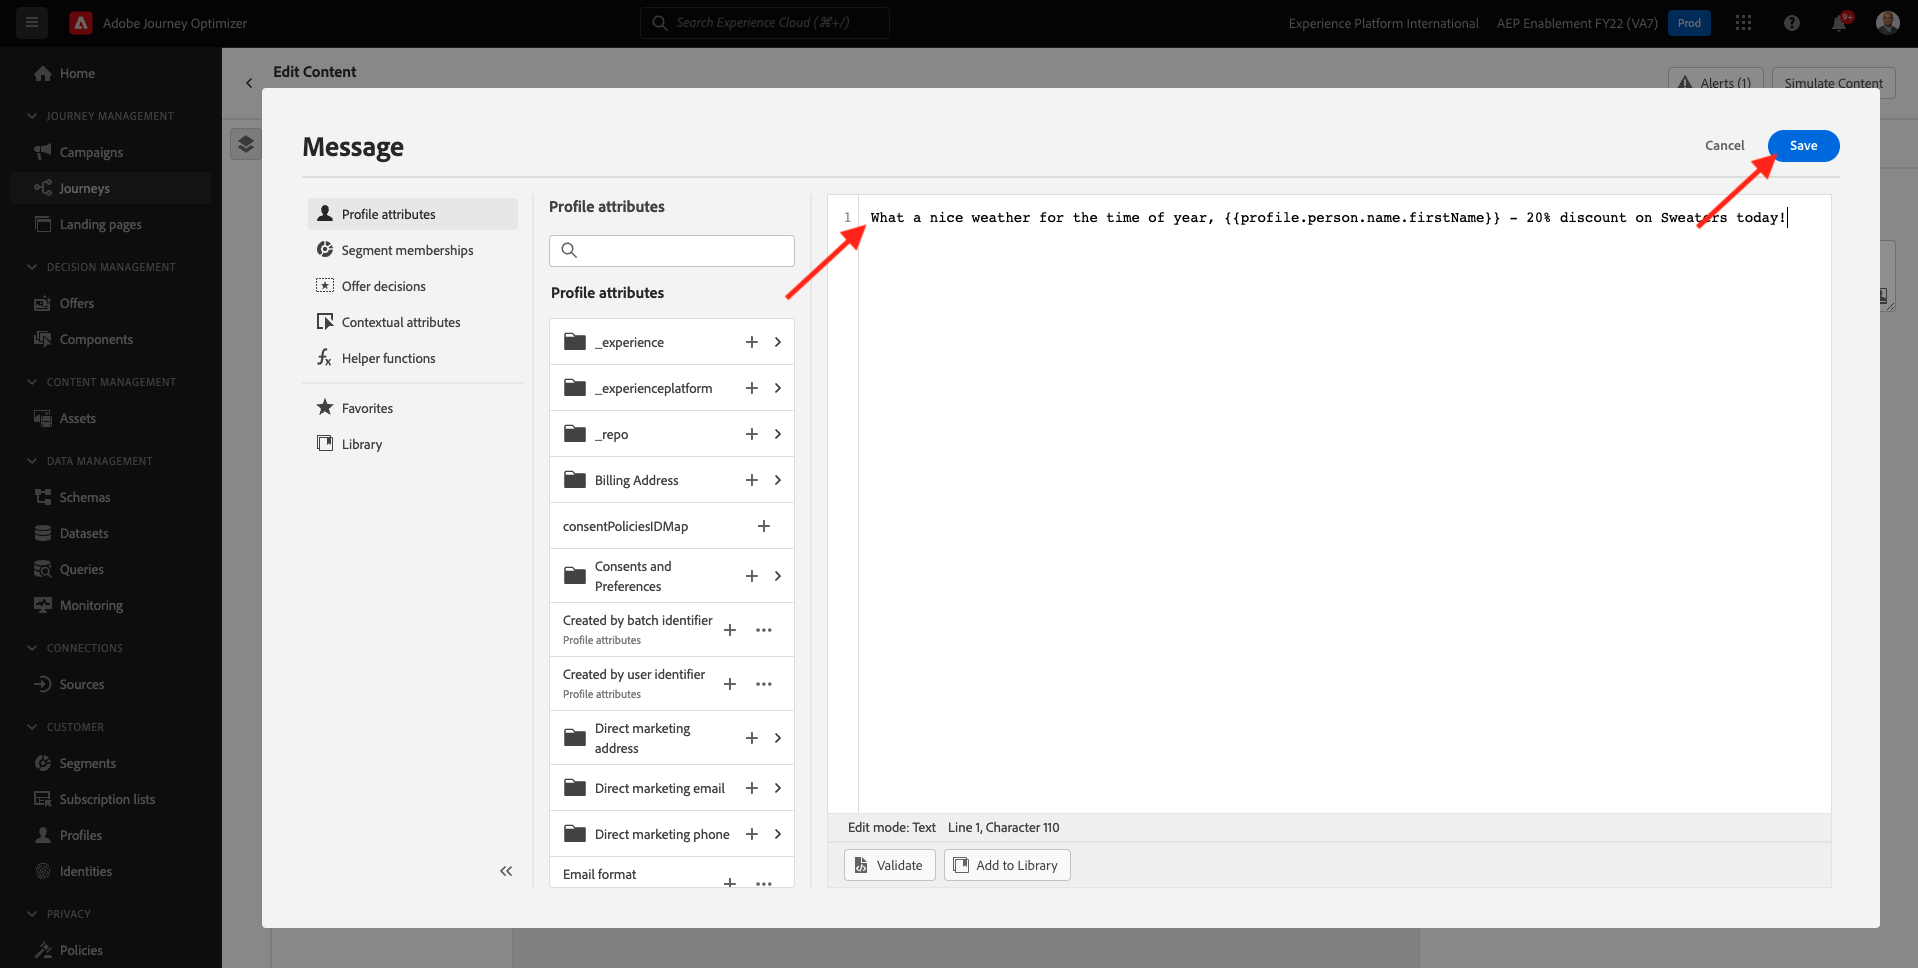 Adobe Journey Optimizer
Search Experience Cloud (⌘+/)
Experience Platform International
AEP Enablement FY22 (VA7)
Prod
9+
Home
JOURNEY MANAGEMENT
Campaigns
Journeys
Landing pages
DECISION MANAGEMENT
Offers
Components
CONTENT MANAGEMENT
Assets
DATA MANAGEMENT
Schemas
Datasets
Queries
Monitoring
CONNECTIONS
Sources
CUSTOMER
Segments
Subscription lists
Profiles
Identities
PRIVACY
Policies
Edit Content
Alerts (1)
Simulate Content
Message
Cancel
Save
Profile attributes
Segment memberships
Offer decisions
Contextual attributes
Helper functions
Favorites
Library
Profile attributes
Profile attributes
_experience
_experienceplatform
_repo
Billing Address
consentPoliciesIDMap
Consents and
Preferences
Created by batch identifier
Profile attributes
Created by user identifier
Profile attributes
Direct marketing
address
Direct marketing email
Direct marketing phone
Email format
1 What a nice weather for the time of year, {{profile.person.name.firstName}} - 20% discount on Sweaters today!
Edit mode: Text Line 1, Character 110
Validate
Add to Library